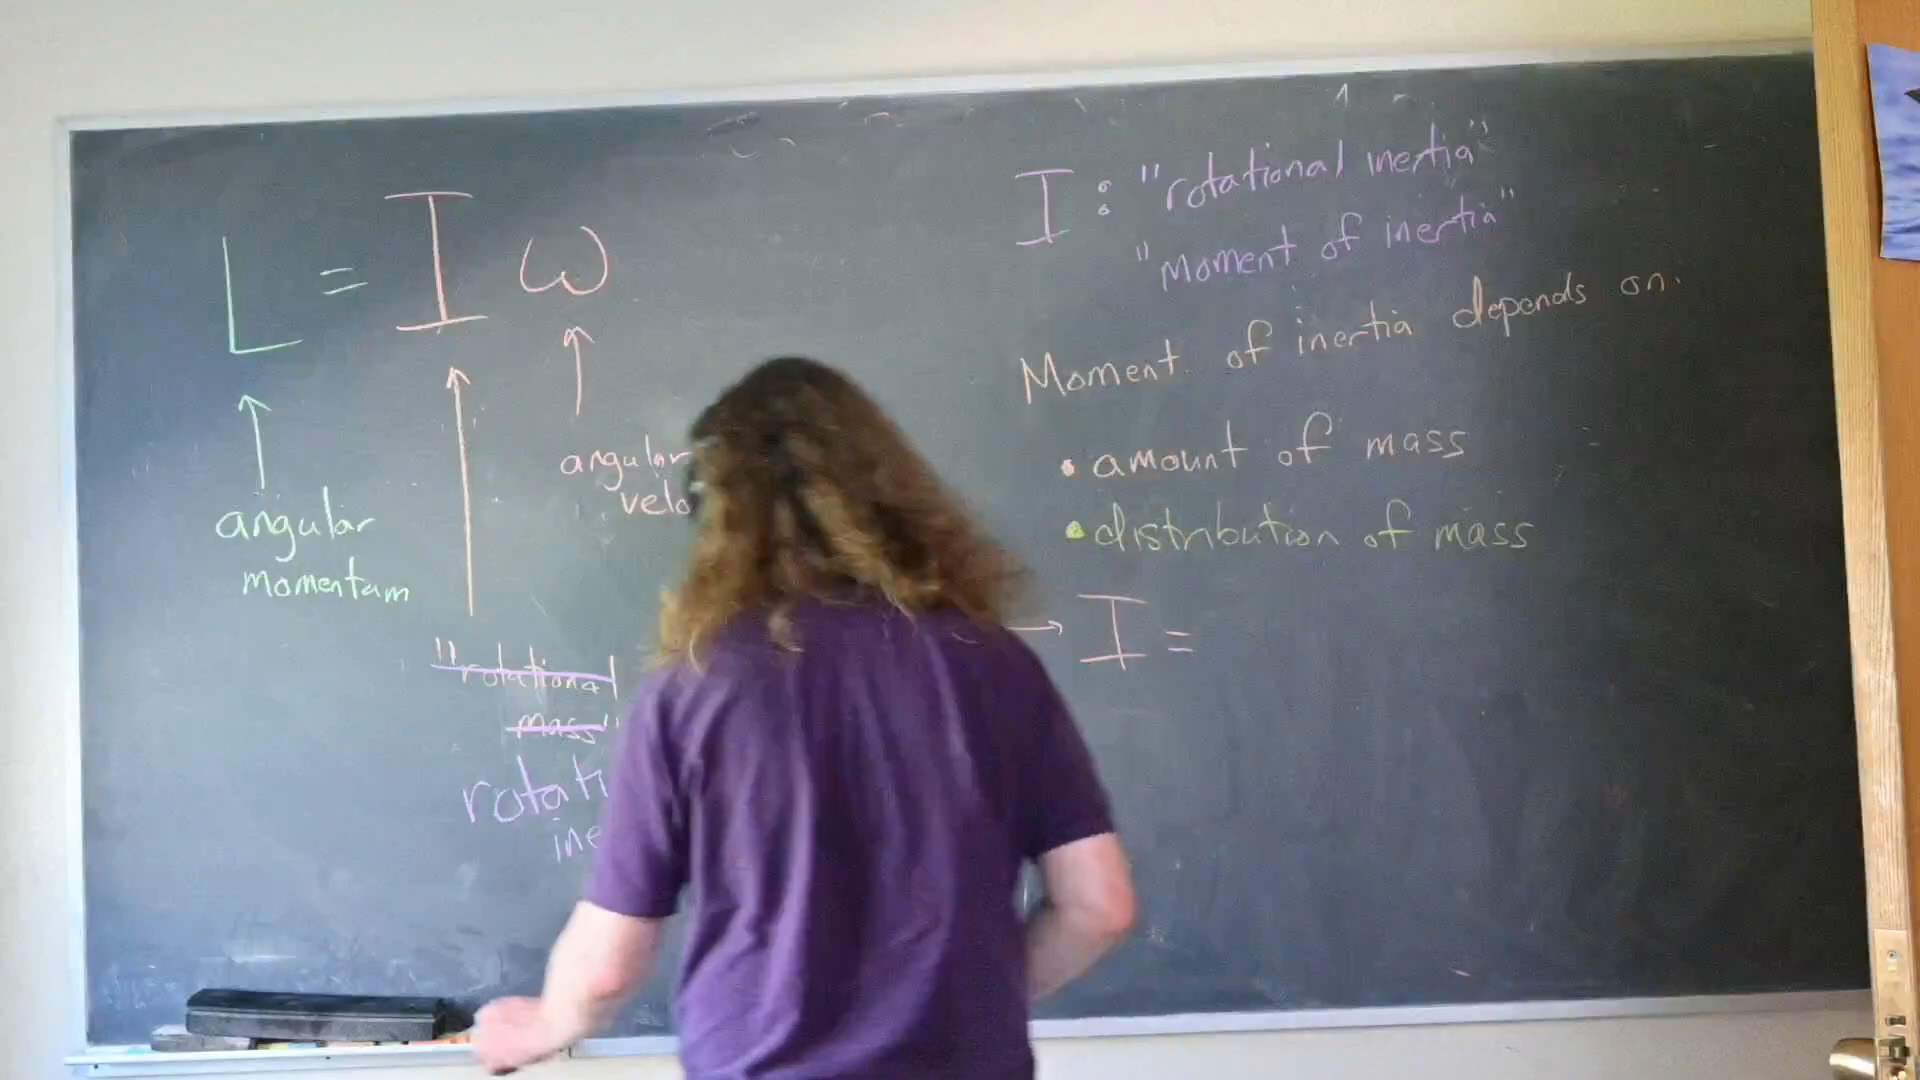 L = I ω
angular
momentam
angular
velo
"rotational
mass"
rotati
ine
I: "rotational inertia"
"Moment of inertia"
Moment of inertia depends on:
• amount of mass
• distribution of mass
→ I =